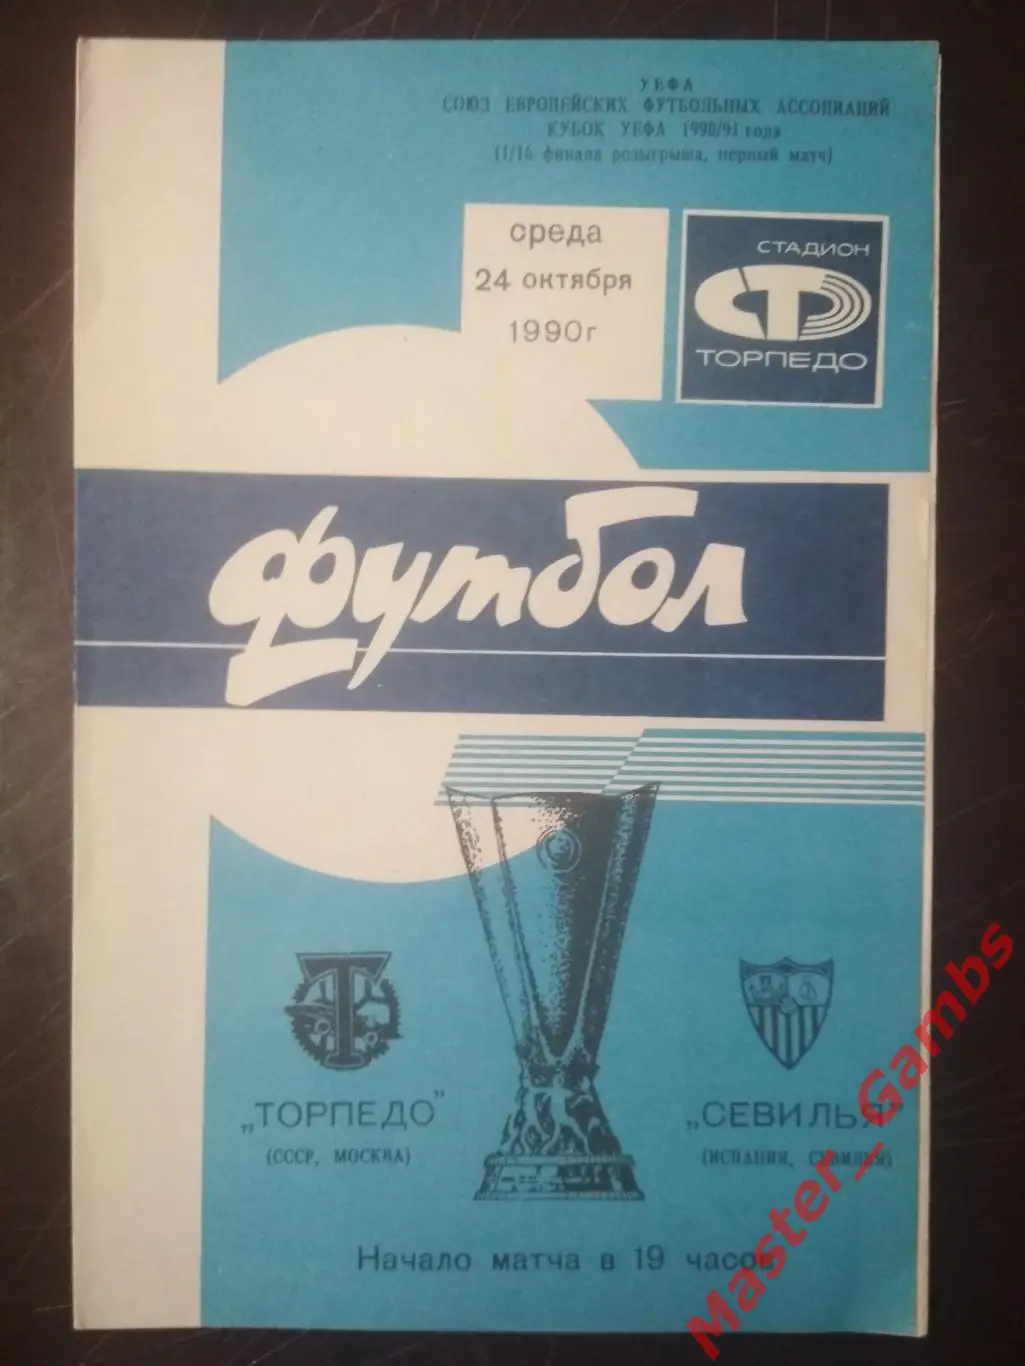 УЕФА
СОЮЗ ЕВРОПЕЙСКИХ ФУТБОЛЬНЫХ АССОЦИАЦИЙ
КУБОК УЕФА 1990/91 года
(1/16 финала розыгрыша, первый матч)
среда
24 октября
1990г
СТАДИОН
ТОРПЕДО
футбол
„ТОРПЕДО"
(СССР, МОСКВА)
„СЕВИЛЬЯ"
(ИСПАНИЯ, СЕВИЛЬЯ)
Начало матча в 19 часов
Master_Gambs